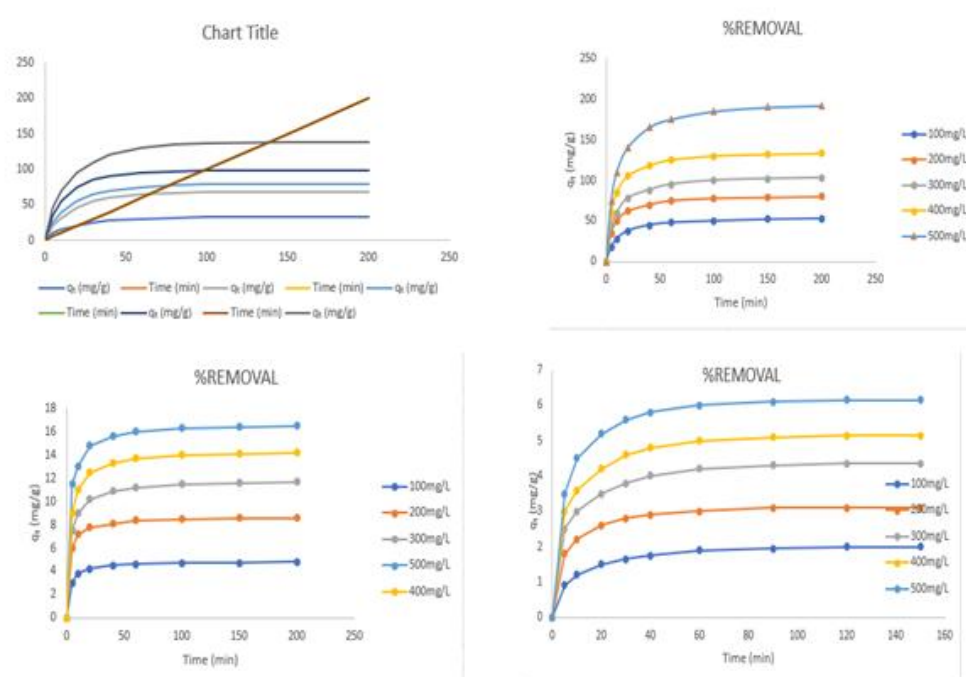 Chart Title
250
200
150
100
50
0
0 50 100 150 200 250
qₜ (mg/g) Time (min) qₜ (mg/g) Time (min) qₜ (mg/g)
Time (min) qₜ (mg/g) Time (min) qₜ (mg/g)
%REMOVAL
250
200
150
100
50
0
qₜ (mg/g)
0 50 100 150 200 250
Time (min)
100mg/L
200mg/L
300mg/L
400mg/L
500mg/L
%REMOVAL
18
16
14
12
10
8
6
4
2
0
qₜ (mg/g)
0 50 100 150 200 250
Time (min)
100mg/L
200mg/L
300mg/L
500mg/L
400mg/L
%REMOVAL
7
6
5
4
3
2
1
0
qₜ (mg/g)
0 20 40 60 80 100 120 140 160
Time (min)
100mg/L
200mg/L
300mg/L
400mg/L
500mg/L